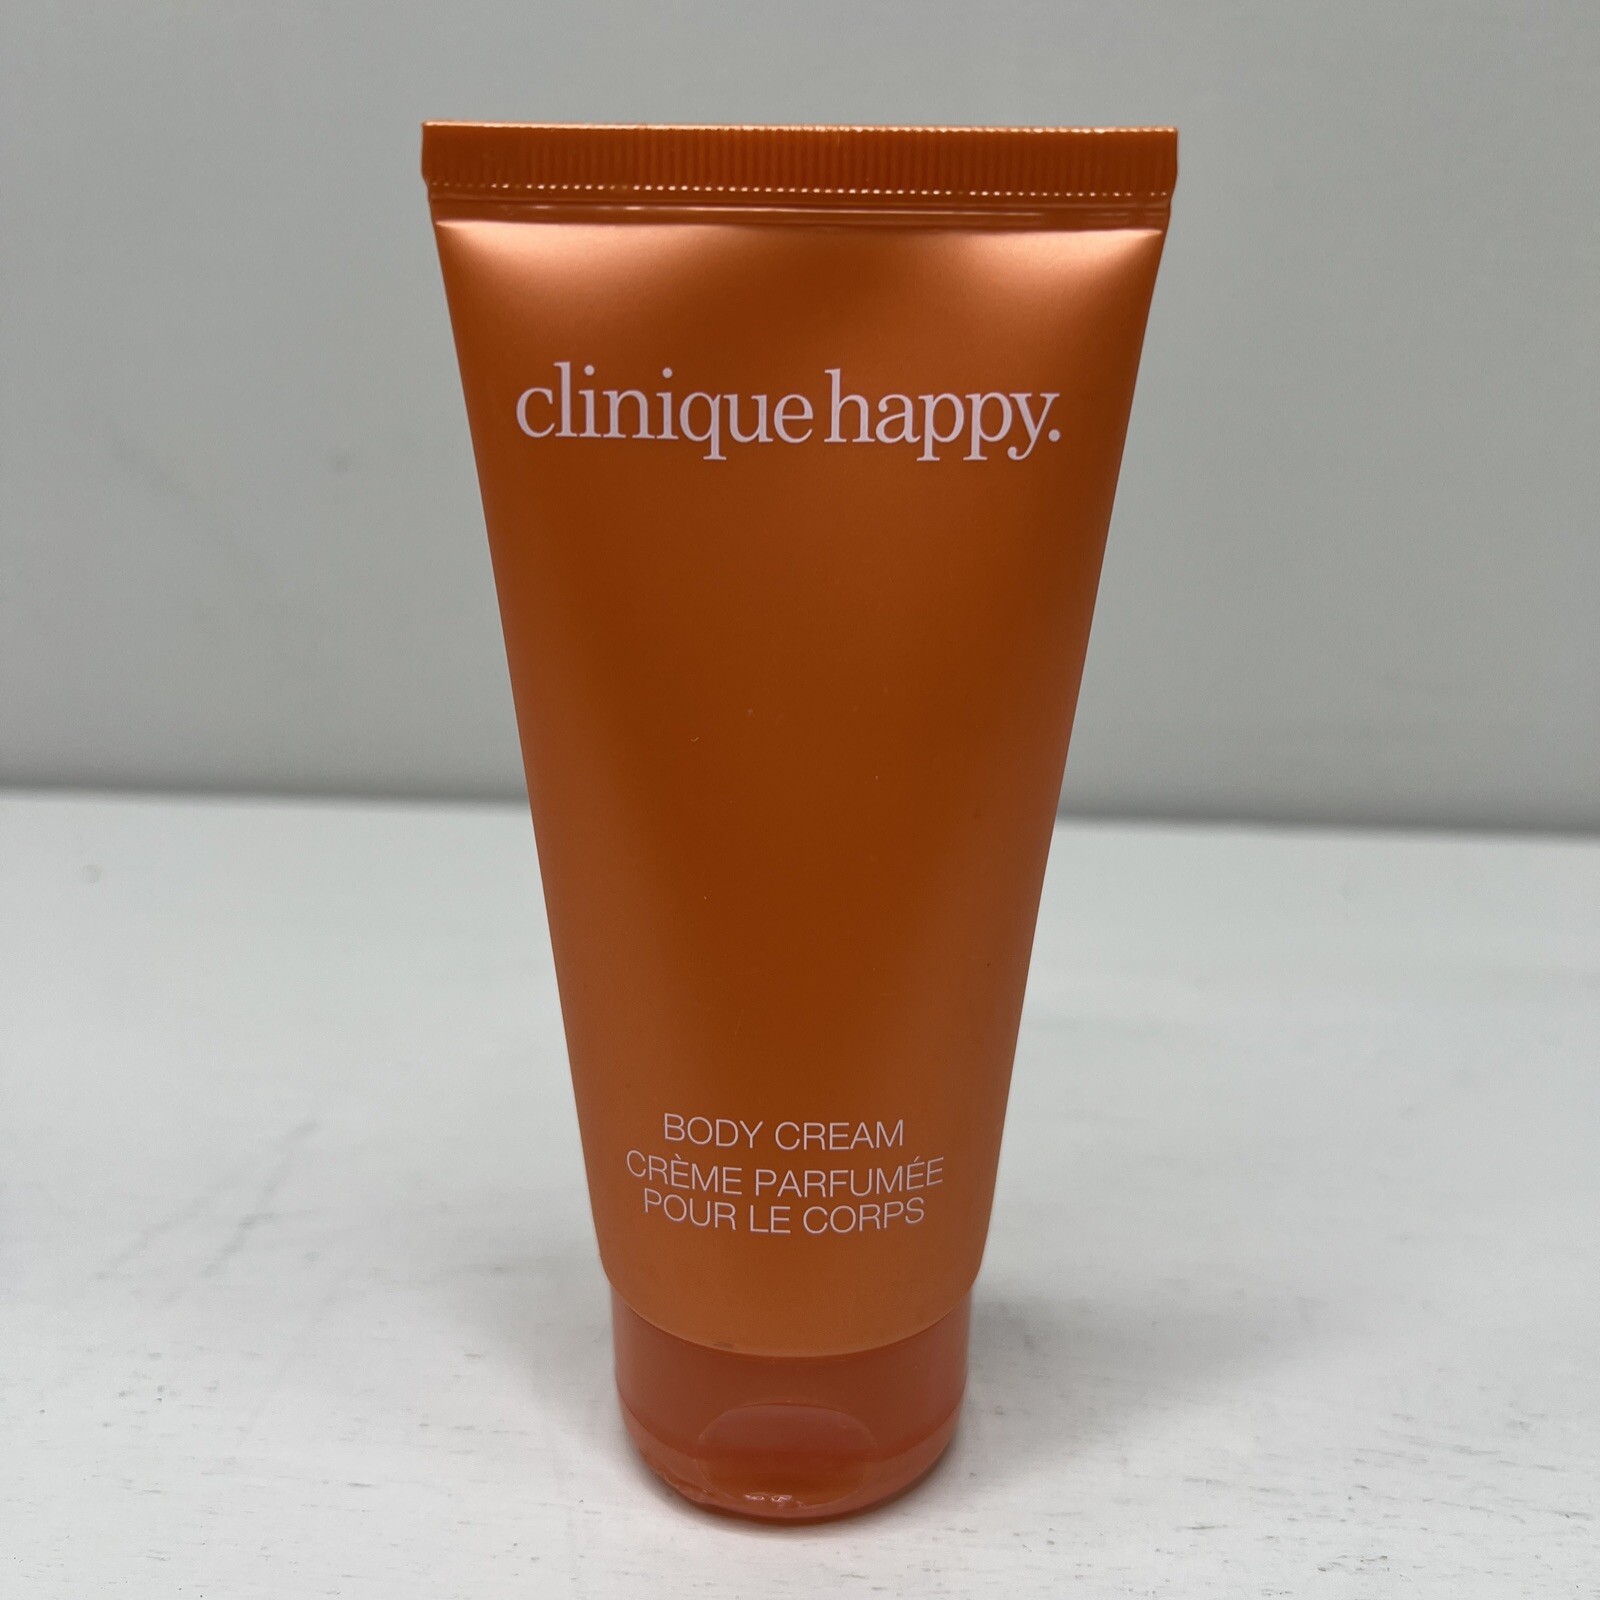 clinique happy.
BODY CREAM
CRÈME PARFUMÉE
POUR LE CORPS